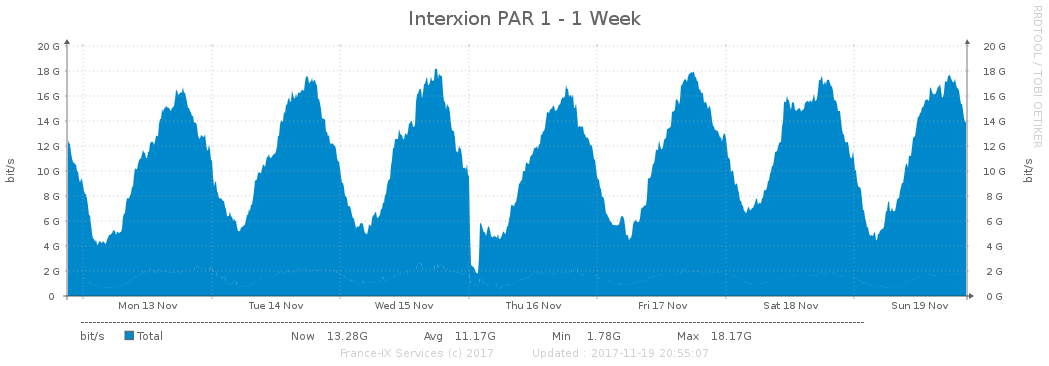 Interxion PAR 1 - 1 Week
RRDTOOL / TOBI OETIKER
bit/s
20 G 20 G
18 G 18 G
16 G 16 G
14 G 14 G
12 G 12 G
10 G 10 G
8 G 8 G
6 G 6 G
4 G 4 G
2 G 2 G
0 0 G
bit/s
Mon 13 Nov Tue 14 Nov Wed 15 Nov Thu 16 Nov Fri 17 Nov Sat 18 Nov Sun 19 Nov
bit/s Total Now 13.28G Avg 11.17G Min 1.78G Max 18.17G
France-IX Services (c) 2017 Updated : 2017-11-19 20:55:07